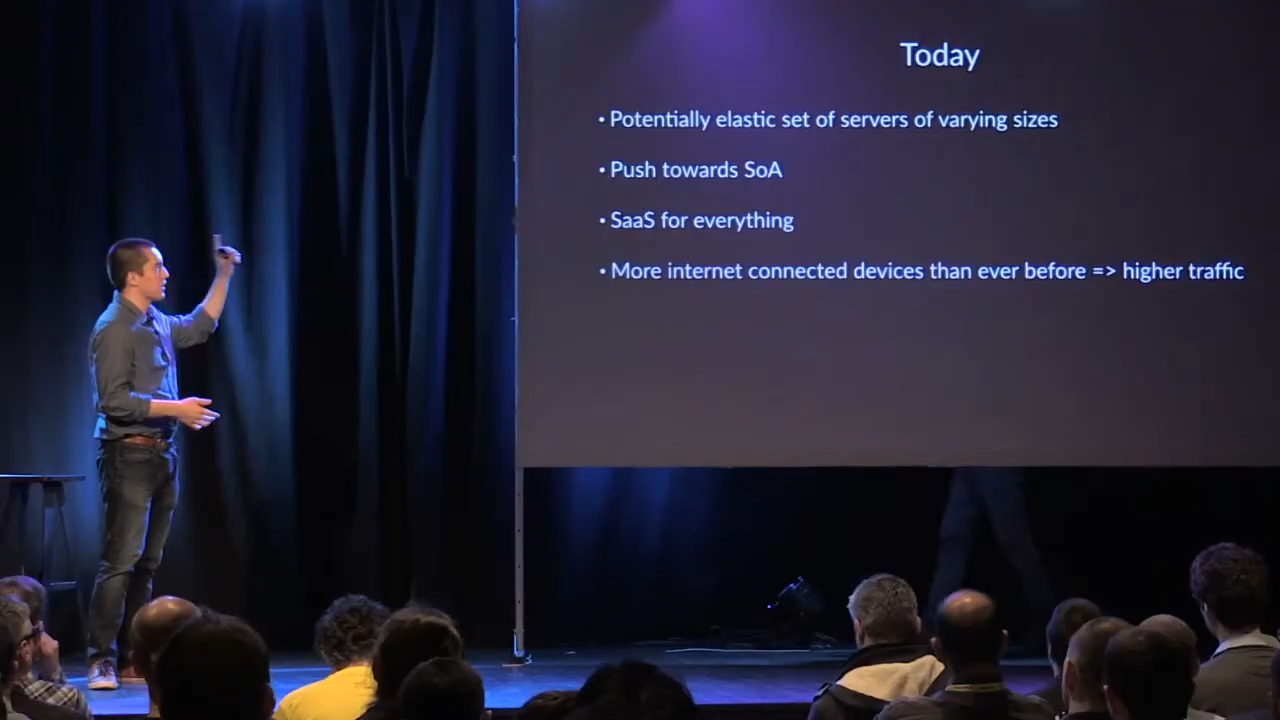 Today
• Potentially elastic set of servers of varying sizes
• Push towards SoA
• SaaS for everything
• More internet connected devices than ever before => higher traffic